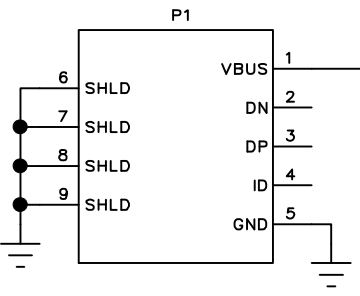 P1
VBUS 1
6 SHLD
DN 2
7 SHLD
DP 3
8 SHLD
ID 4
9 SHLD
GND 5